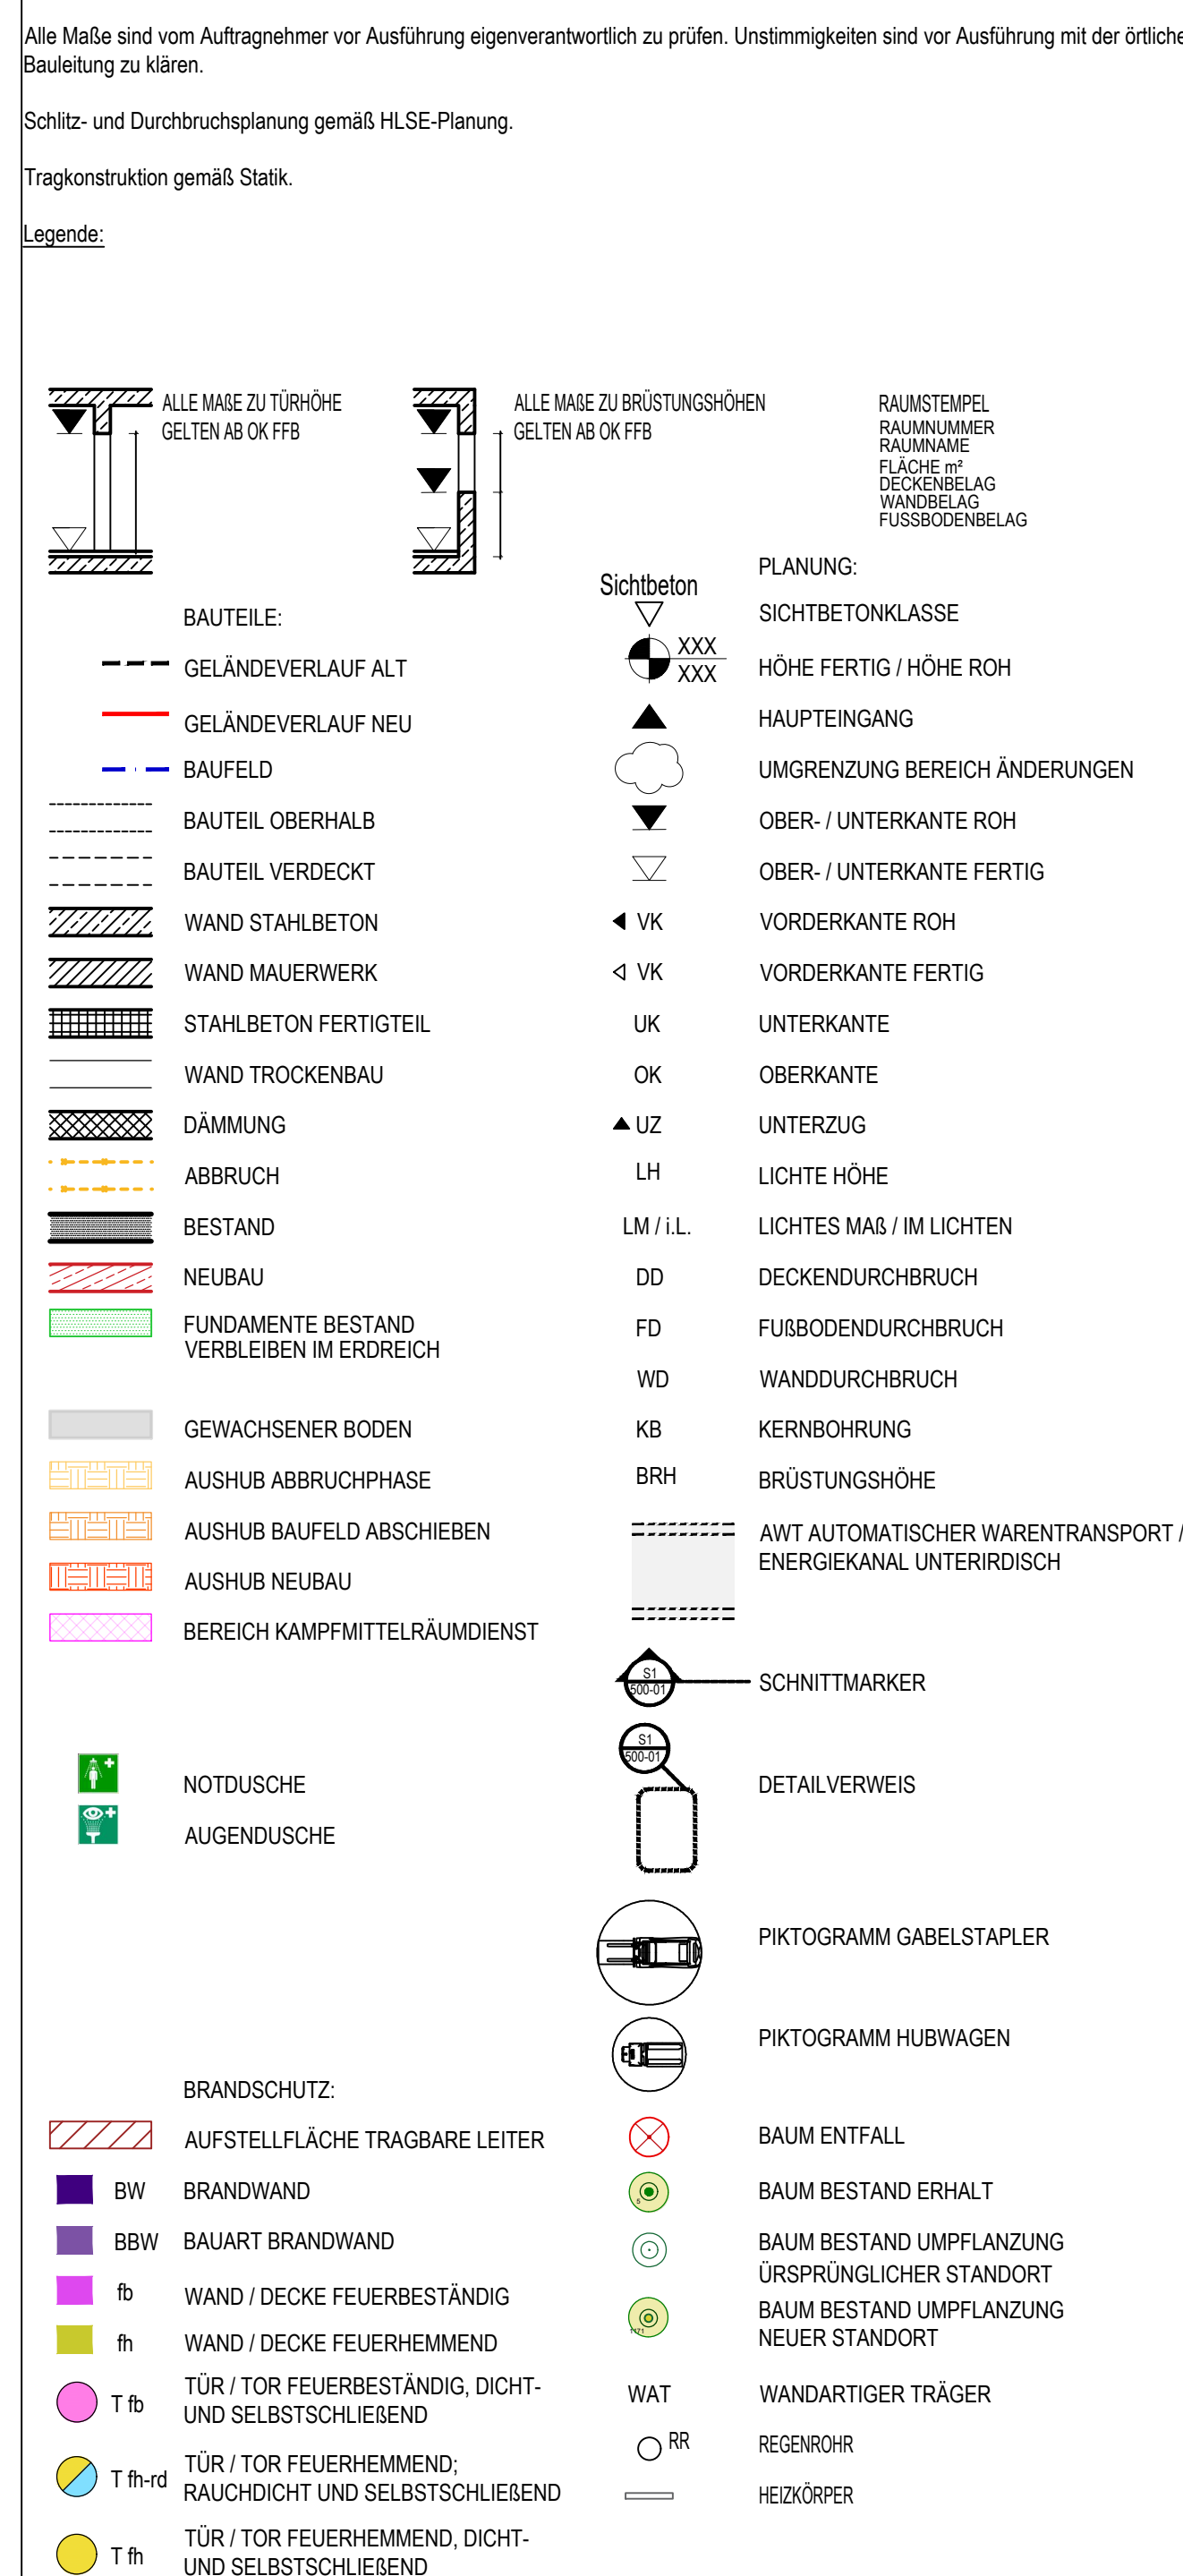 Alle Maße sind vom Auftragnehmer vor Ausführung eigenverantwortlich zu prüfen. Unstimmigkeiten sind vor Ausführung mit der örtliche
Bauleitung zu klären.
Schlitz- und Durchbruchsplanung gemäß HLSE-Planung.
Tragkonstruktion gemäß Statik.
Legende:
ALLE MAßE ZU TÜRHÖHE
GELTEN AB OK FFB
ALLE MAßE ZU BRÜSTUNGSHÖHEN
GELTEN AB OK FFB
RAUMSTEMPEL
RAUMNUMMER
RAUMNAME
FLÄCHE m²
DECKENBELAG
WANDBELAG
FUSSBODENBELAG
BAUTEILE:
GELÄNDEVERLAUF ALT
GELÄNDEVERLAUF NEU
BAUFELD
BAUTEIL OBERHALB
BAUTEIL VERDECKT
WAND STAHLBETON
WAND MAUERWERK
STAHLBETON FERTIGTEIL
WAND TROCKENBAU
DÄMMUNG
ABBRUCH
BESTAND
NEUBAU
FUNDAMENTE BESTAND
VERBLEIBEN IM ERDREICH
GEWACHSENER BODEN
AUSHUB ABBRUCHPHASE
AUSHUB BAUFELD ABSCHIEBEN
AUSHUB NEUBAU
BEREICH KAMPFMITTELRÄUMDIENST
NOTDUSCHE
AUGENDUSCHE
BRANDSCHUTZ:
AUFSTELLFLÄCHE TRAGBARE LEITER
BW BRANDWAND
BBW BAUART BRANDWAND
fb WAND / DECKE FEUERBESTÄNDIG
fh WAND / DECKE FEUERHEMMEND
T fb TÜR / TOR FEUERBESTÄNDIG, DICHT-
UND SELBSTSCHLIEßEND
T fh-rd TÜR / TOR FEUERHEMMEND;
RAUCHDICHT UND SELBSTSCHLIEßEND
T fh TÜR / TOR FEUERHEMMEND, DICHT-
UND SELBSTSCHLIEßEND
PLANUNG:
Sichtbeton
SICHTBETONKLASSE
XXX
XXX
HÖHE FERTIG / HÖHE ROH
HAUPTEINGANG
UMGRENZUNG BEREICH ÄNDERUNGEN
OBER- / UNTERKANTE ROH
OBER- / UNTERKANTE FERTIG
VK VORDERKANTE ROH
VK VORDERKANTE FERTIG
UK UNTERKANTE
OK OBERKANTE
UZ UNTERZUG
LH LICHTE HÖHE
LM / i.L. LICHTES MAß / IM LICHTEN
DD DECKENDURCHBRUCH
FD FUßBODENDURCHBRUCH
WD WANDDURCHBRUCH
KB KERNBOHRUNG
BRH BRÜSTUNGSHÖHE
AWT AUTOMATISCHER WARENTRANSPORT /
ENERGIEKANAL UNTERIRDISCH
S1
500-01
SCHNITTMARKER
S1
500-01
DETAILVERWEIS
PIKTOGRAMM GABELSTAPLER
PIKTOGRAMM HUBWAGEN
BAUM ENTFALL
5
BAUM BESTAND ERHALT
BAUM BESTAND UMPFLANZUNG
ÜRSPRÜNGLICHER STANDORT
1171
BAUM BESTAND UMPFLANZUNG
NEUER STANDORT
WAT WANDARTIGER TRÄGER
RR REGENROHR
HEIZKÖRPER